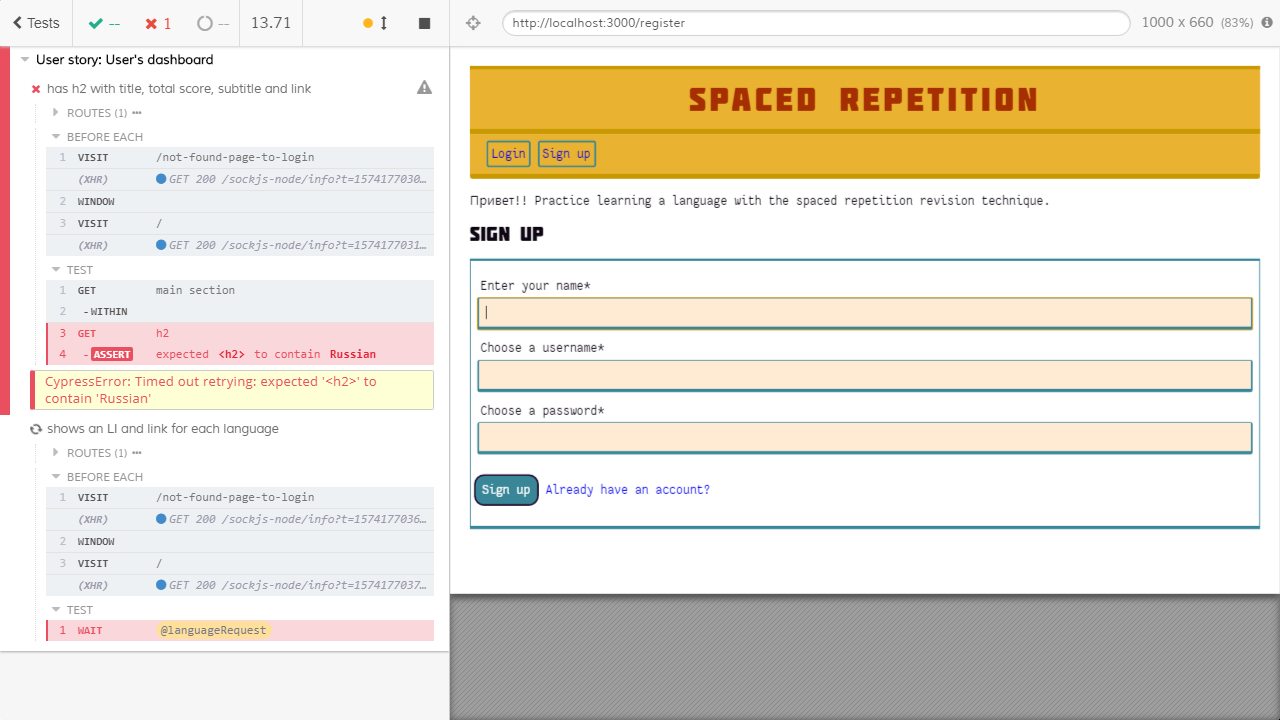 Tests
--
1
--
13.71
http://localhost:3000/register
1000 x 660 (83%)
User story: User's dashboard
has h2 with title, total score, subtitle and link
ROUTES (1)
BEFORE EACH
1 VISIT /not-found-page-to-login
(XHR) GET 200 /sockjs-node/info?t=1574177030…
2 WINDOW
3 VISIT /
(XHR) GET 200 /sockjs-node/info?t=1574177031…
TEST
1 GET main section
2 -WITHIN
3 GET h2
4 -ASSERT expected <h2> to contain Russian
CypressError: Timed out retrying: expected '<h2>' to
contain 'Russian'
shows an LI and link for each language
ROUTES (1)
BEFORE EACH
1 VISIT /not-found-page-to-login
(XHR) GET 200 /sockjs-node/info?t=1574177036…
2 WINDOW
3 VISIT /
(XHR) GET 200 /sockjs-node/info?t=1574177037…
TEST
1 WAIT @languageRequest
SPACED REPETITION
Login Sign up
Привет!! Practice learning a language with the spaced repetition revision technique.
SIGN UP
Enter your name*
Choose a username*
Choose a password*
Sign up Already have an account?